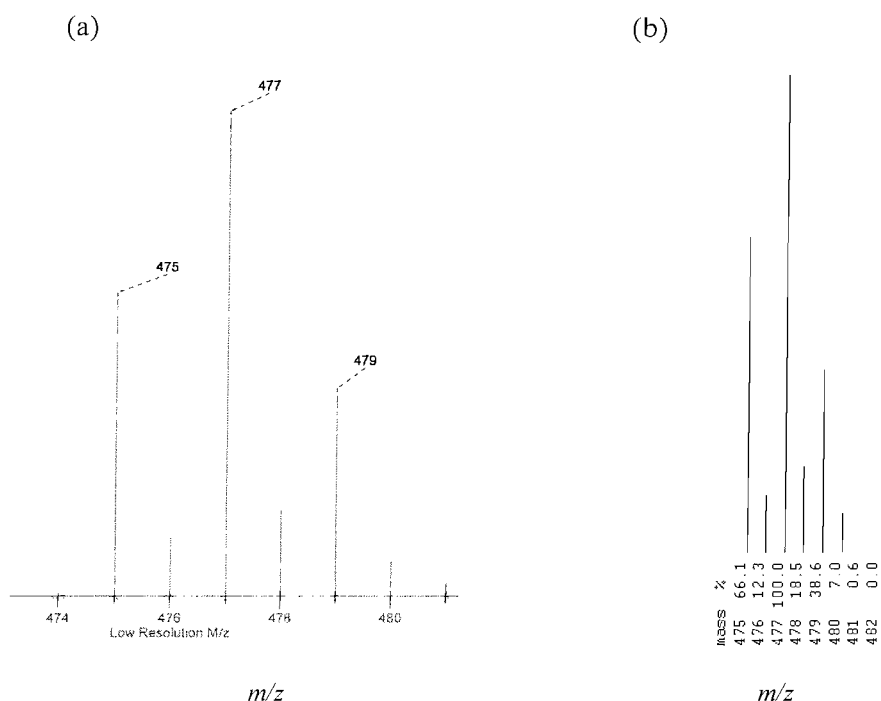 (a)
(b)
477
475
479
474
476
478
480
Low Resolution M/z
m/z
mass %
475 66.1
476 12.3
477 100.0
478 18.5
479 38.6
480 7.0
481 0.6
482 0.0
m/z